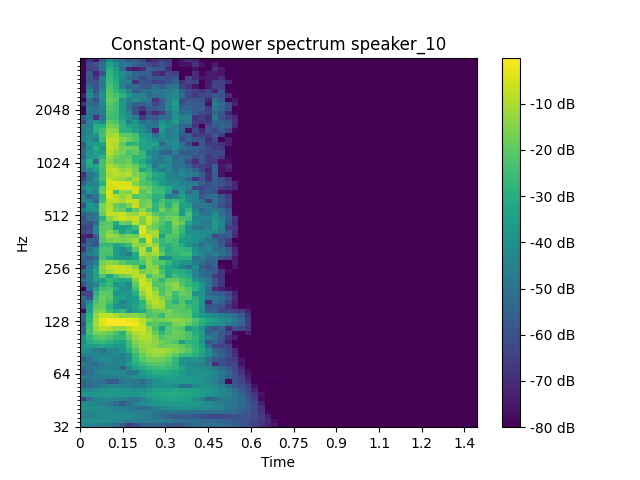 Constant-Q power spectrum speaker_10
Hz
2048
1024
512
256
128
64
32
0 0.15 0.3 0.45 0.6 0.75 0.9 1.1 1.2 1.4
Time
-10 dB
-20 dB
-30 dB
-40 dB
-50 dB
-60 dB
-70 dB
-80 dB